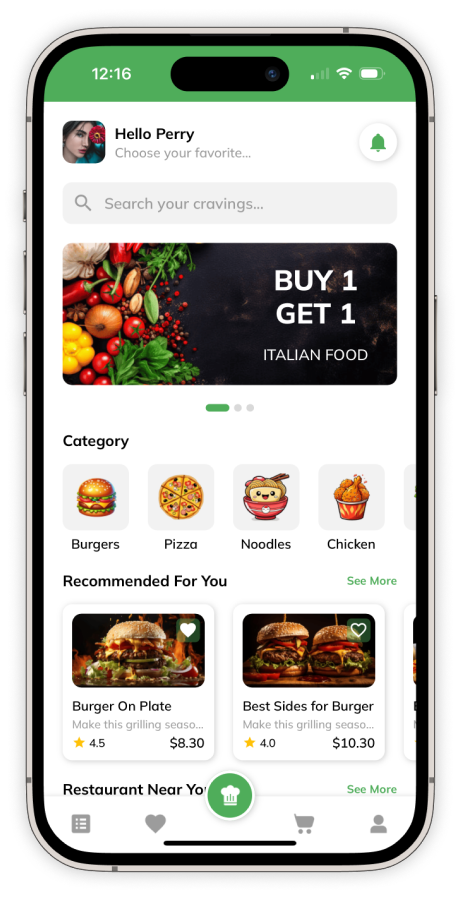 12:16
Hello Perry
Choose your favorite...
Search your cravings...
BUY 1
GET 1
ITALIAN FOOD
Category
Burgers
Pizza
Noodles
Chicken
Recommended For You
See More
Burger On Plate
Make this grilling seaso...
4.5
$8.30
Best Sides for Burger
Make this grilling seaso...
4.0
$10.30
Restaurant Near
See More